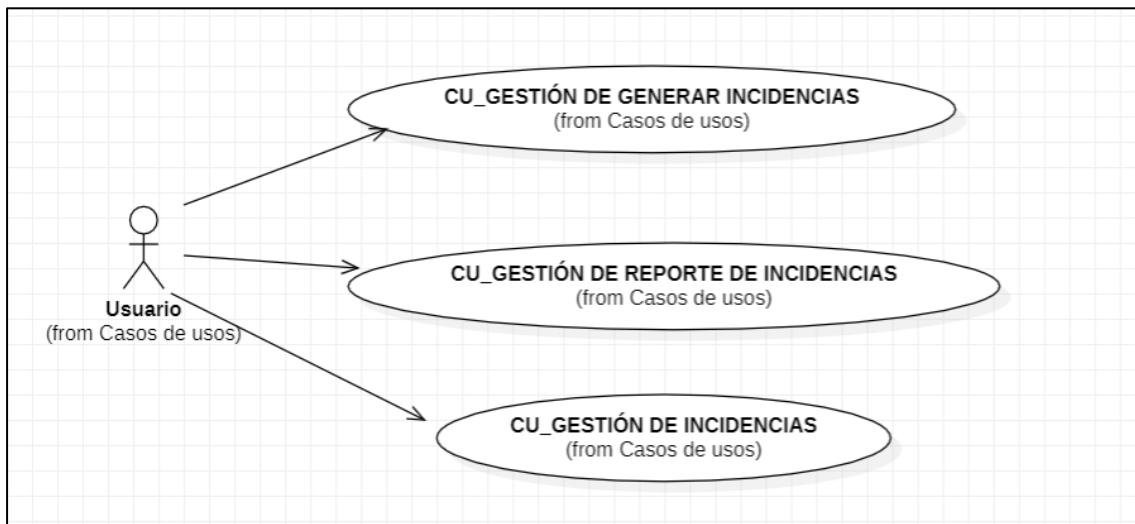 CU_GESTIÓN DE GENERAR INCIDENCIAS
(from Casos de usos)
CU_GESTIÓN DE REPORTE DE INCIDENCIAS
(from Casos de usos)
Usuario
(from Casos de usos)
CU_GESTIÓN DE INCIDENCIAS
(from Casos de usos)